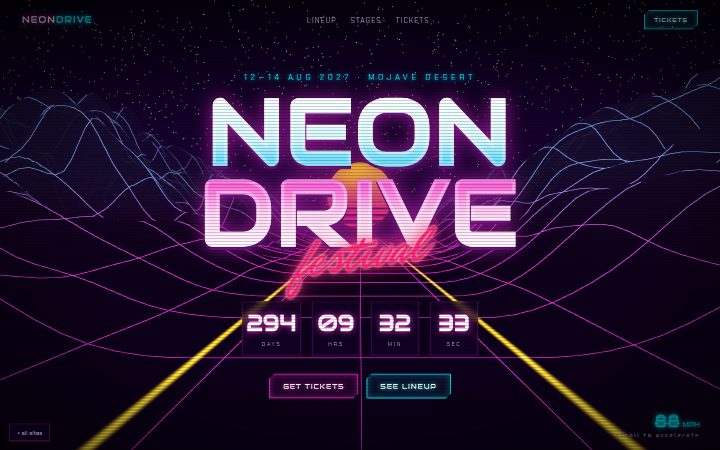 NEONDRIVE
LINEUP STAGES TICKETS
TICKETS
12–14 AUG 2027 · MOJAVE DESERT
NEON
DRIVE
festival
294 09 32 33
DAYS HRS MIN SEC
GET TICKETS SEE LINEUP
88 MPH
to accelerate
all sites